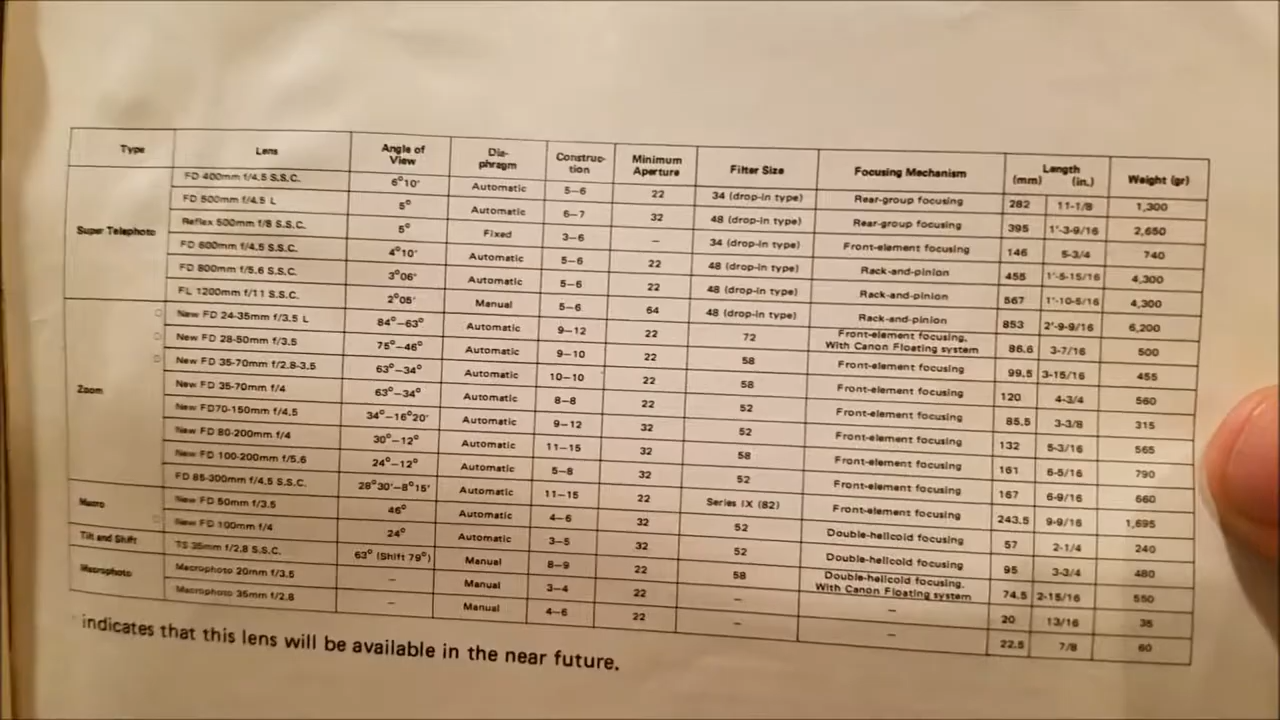 Type Lens Angle of View Dia-phragm Construc-tion Minimum Aperture Filter Size Focusing Mechanism Length (mm) (in.) Weight (gr)
Super Telephoto
FD 400mm f/4.5 S.S.C. 6°10' Automatic 5-6 22 34 (drop-in type) Rear-group focusing 282 11-1/8 1,300
FD 500mm f/4.5 L 5° Automatic 6-7 32 48 (drop-in type) Rear-group focusing 395 1'-3-9/16 2,650
Reflex 500mm f/8 S.S.C. 5° Fixed 3-6 – 34 (drop-in type) Front-element focusing 146 5-3/4 740
FD 600mm f/4.5 S.S.C. 4°10' Automatic 5-6 22 48 (drop-in type) Rack-and-pinion 455 1'-5-15/16 4,300
FD 800mm f/5.6 S.S.C. 3°06' Automatic 5-6 22 48 (drop-in type) Rack-and-pinion 567 1'-10-5/16 4,300
FL 1200mm f/11 S.S.C. 2°05' Manual 5-6 64 48 (drop-in type) Rack-and-pinion 853 2'-9-9/16 6,200
Zoom
New FD 24-35mm f/3.5 L 84°-63° Automatic 9-12 22 72 Front-element focusing, With Canon Floating system 86.6 3-7/16 500
New FD 28-50mm f/3.5 75°-46° Automatic 9-10 22 58 Front-element focusing 99.5 3-15/16 455
New FD 35-70mm f/2.8-3.5 63°-34° Automatic 10-10 22 58 Front-element focusing 120 4-3/4 560
New FD 35-70mm f/4 63°-34° Automatic 8-8 22 52 Front-element focusing 85.5 3-3/8 315
New FD70-150mm f/4.5 34°-16°20' Automatic 9-12 32 52 Front-element focusing 132 5-3/16 565
New FD 80-200mm f/4 30°-12° Automatic 11-15 32 58 Front-element focusing 161 6-5/16 790
New FD 100-200mm f/5.6 24°-12° Automatic 5-8 32 52 Front-element focusing 167 6-9/16 660
FD 85-300mm f/4.5 S.S.C. 28°30'-8°15' Automatic 11-15 22 Series IX (82) Front-element focusing 243.5 9-9/16 1,695
Macro
New FD 50mm f/3.5 46° Automatic 4-6 32 52 Double-helicoid focusing 57 2-1/4 240
New FD 100mm f/4 24° Automatic 3-5 32 52 Double-helicoid focusing 95 3-3/4 480
Tilt and Shift
TS 35mm f/2.8 S.S.C. 63° (Shift 79°) Manual 8-9 22 58 Double-helicoid focusing, With Canon Floating system 74.5 2-15/16 550
Macrophoto
Macrophoto 20mm f/3.5 – Manual 3-4 22 – – 20 13/16 35
Macrophoto 35mm f/2.8 – Manual 4-6 22 – – 22.5 7/8 60
indicates that this lens will be available in the near future.